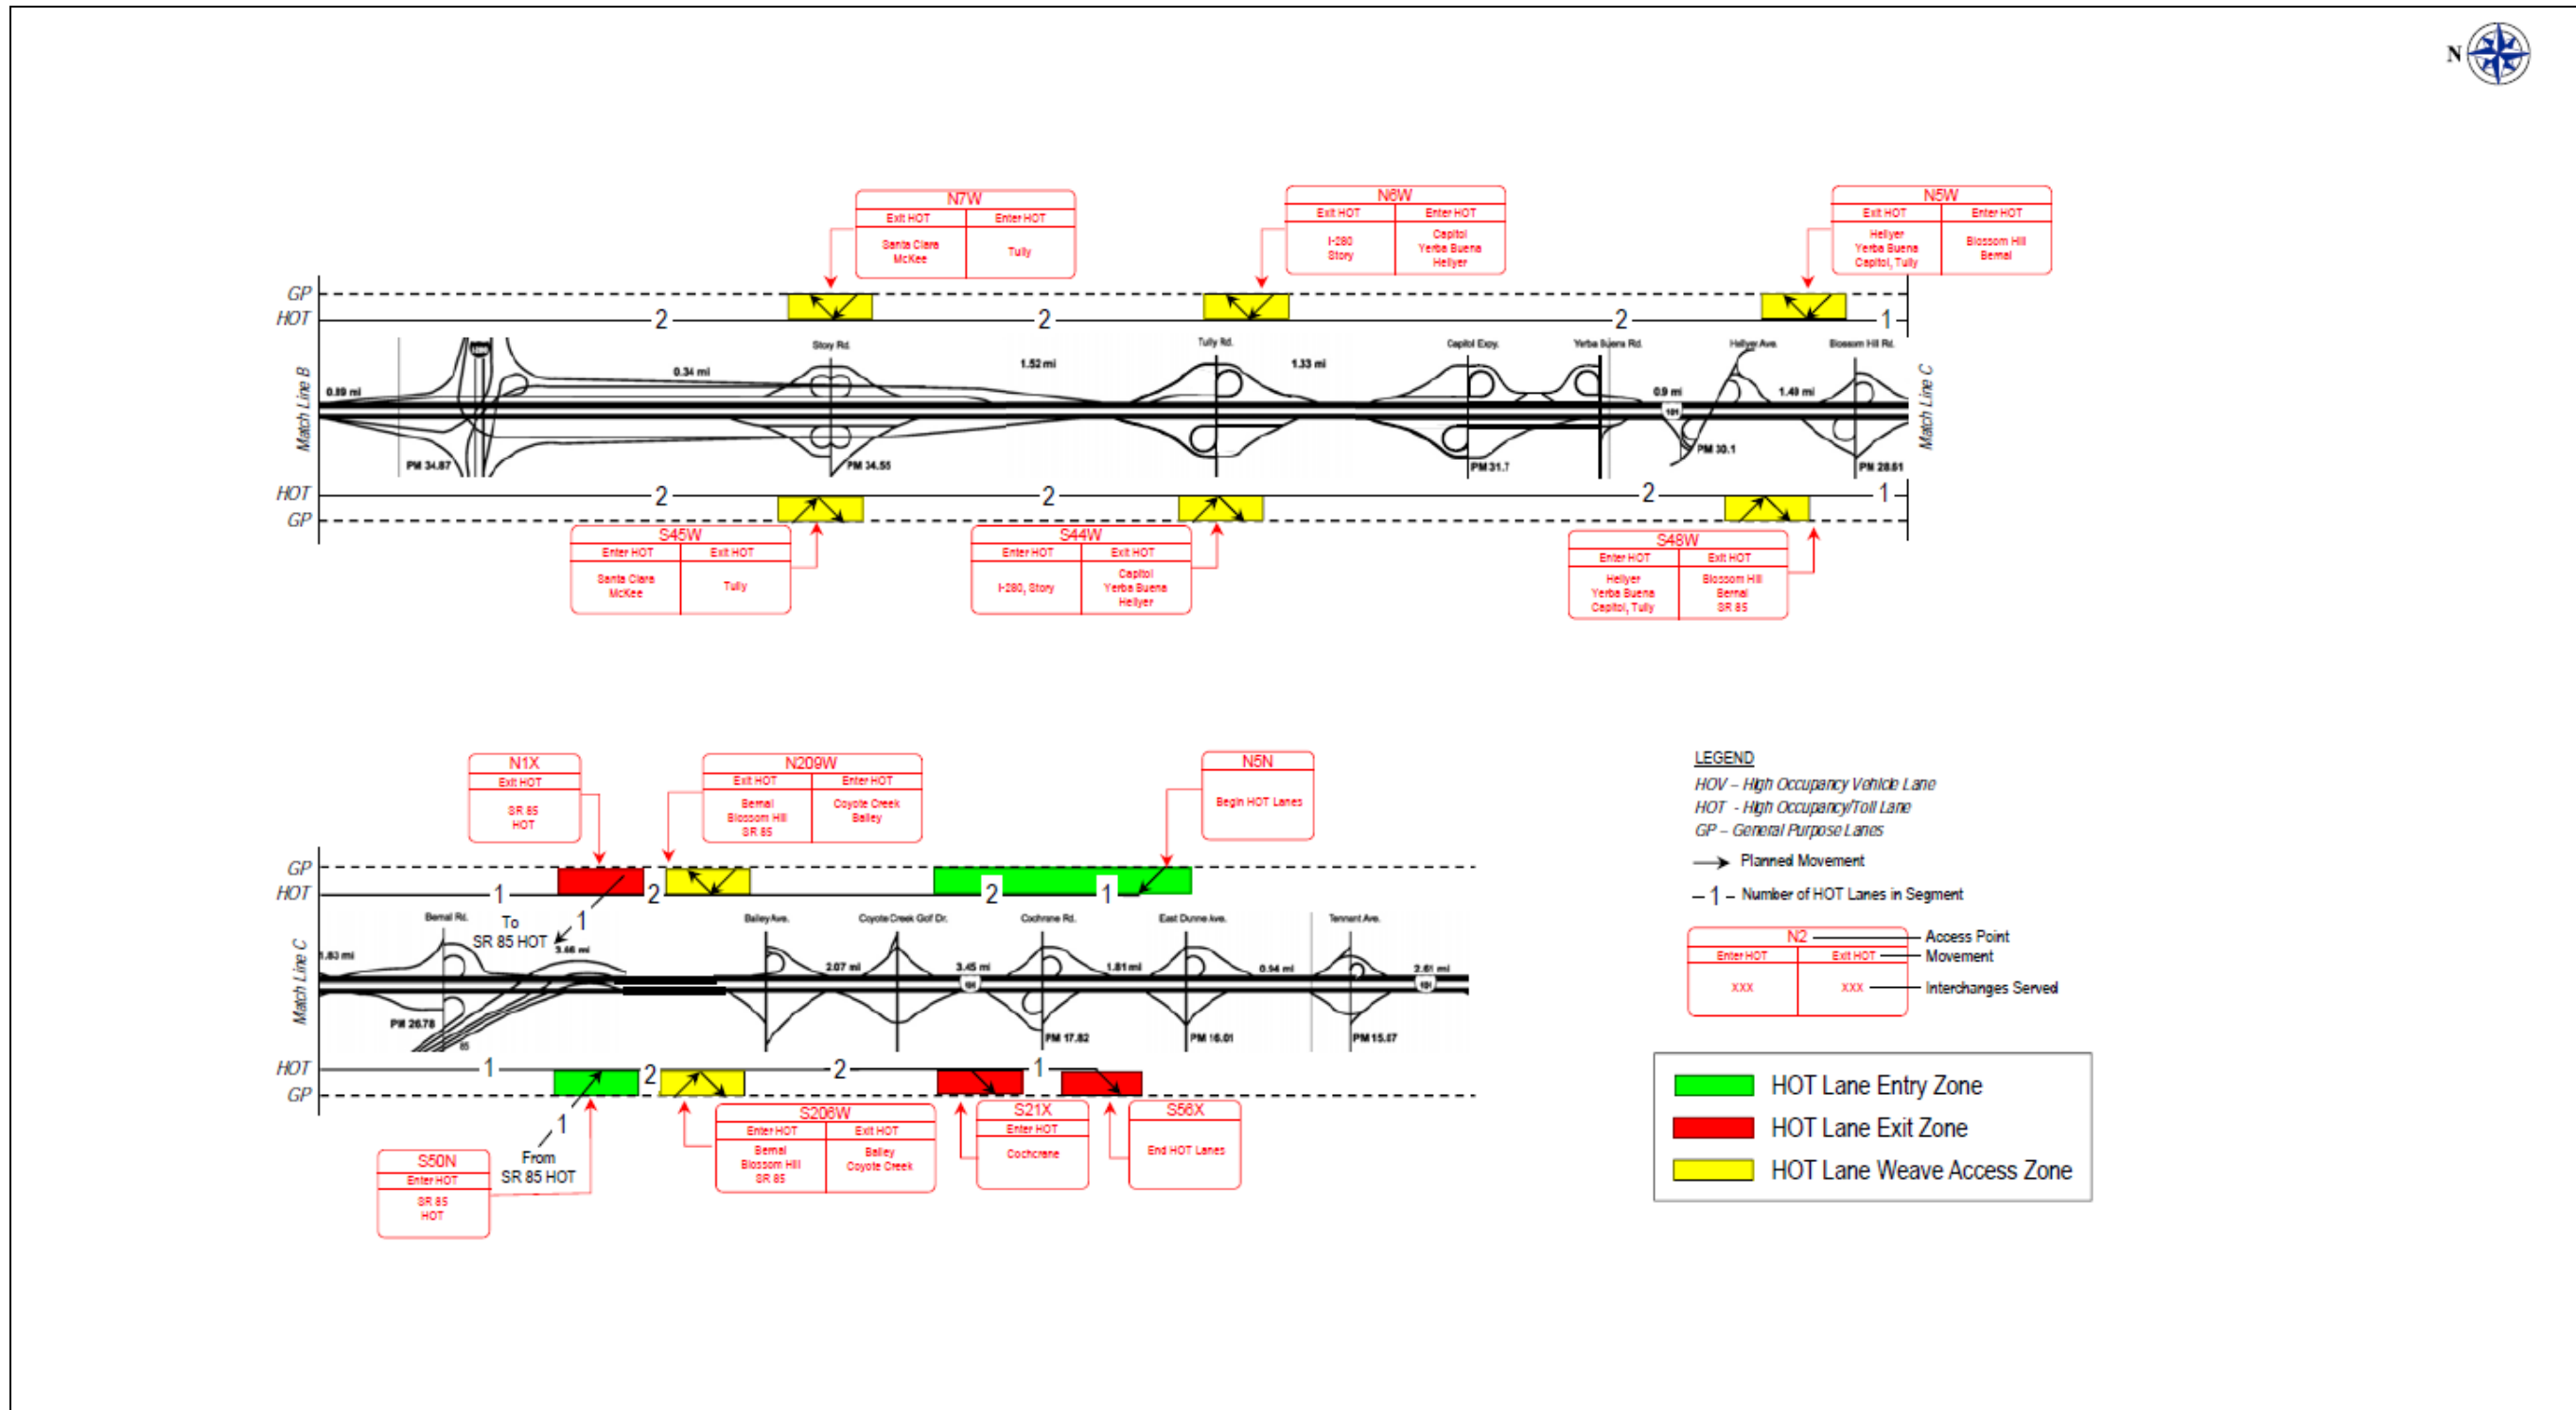 N
N7W
Exit HOT Enter HOT
Santa Clara
McKee
Tully
N6W
Exit HOT Enter HOT
I-280
Story
Capitol
Yerba Buena
Hellyer
N5W
Exit HOT Enter HOT
Hellyer
Yerba Buena
Capitol, Tully
Blossom Hill
Bernal
GP
HOT
2 2 2 1
Match Line B
Story Rd.
Tully Rd.
Capitol Expy.
Yerba Buena Rd.
Hellyer Ave.
Blossom Hill Rd.
0.89 mi
0.34 mi
1.52 mi
1.33 mi
0.9 mi
1.49 mi
101
PM 34.87
PM 34.55
PM 31.7
PM 30.1
PM 28.61
Match Line C
HOT
GP
2 2 2 1
S45W
Enter HOT Exit HOT
Santa Clara
McKee
Tully
S44W
Enter HOT Exit HOT
I-280, Story
Capitol
Yerba Buena
Hellyer
S48W
Enter HOT Exit HOT
Hellyer
Yerba Buena
Capitol, Tully
Blossom Hill
Bernal
SR 85
N1X
Exit HOT
SR 85
HOT
N209W
Exit HOT Enter HOT
Bernal
Blossom Hill
SR 85
Coyote Creek
Bailey
N5N
Begin HOT Lanes
GP
HOT
1 2 2 1
1
To
SR 85 HOT
Match Line C
Bernal Rd.
Bailey Ave.
Coyote Creek Golf Dr.
Cochrane Rd.
East Dunne Ave.
Tennant Ave.
1.83 mi
3.66 mi
2.07 mi
3.45 mi
1.81 mi
0.94 mi
2.61 mi
101
101
PM 26.78
85
PM 17.82
PM 16.01
PM 15.07
HOT
GP
1 2 2 1
1
From
SR 85 HOT
S50N
Enter HOT
SR 85
HOT
S206W
Enter HOT Exit HOT
Bernal
Blossom Hill
SR 85
Bailey
Coyote Creek
S21X
Enter HOT
Cochcrane
S56X
End HOT Lanes
LEGEND
HOV – High Occupancy Vehicle Lane
HOT - High Occupancy/Toll Lane
GP – General Purpose Lanes
Planned Movement
– 1 – Number of HOT Lanes in Segment
N2 Access Point
Enter HOT Exit HOT Movement
XXX XXX Interchanges Served
HOT Lane Entry Zone
HOT Lane Exit Zone
HOT Lane Weave Access Zone